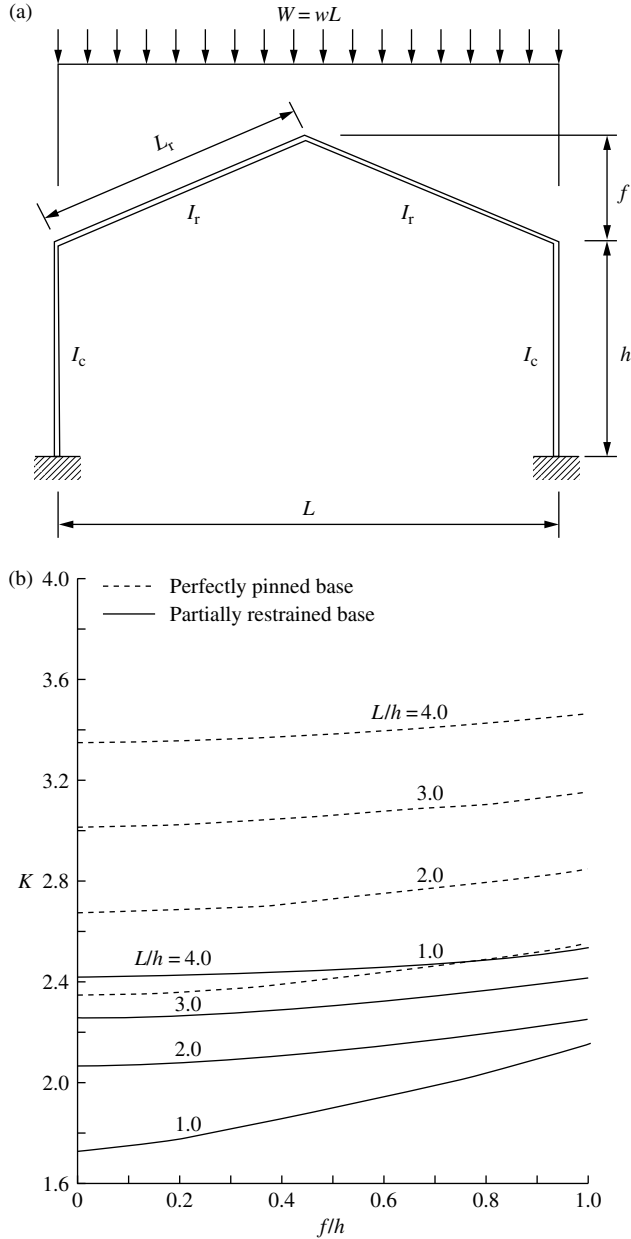 (a)
W = wL
L_r
I_r
I_r
f
I_c
I_c
h
L
(b)
4.0
Perfectly pinned base
Partially restrained base
3.6
L/h = 4.0
3.2
3.0
K
2.8
2.0
L/h = 4.0
1.0
2.4
3.0
2.0
2.0
1.0
1.6
0
0.2
0.4
0.6
0.8
1.0
f/h